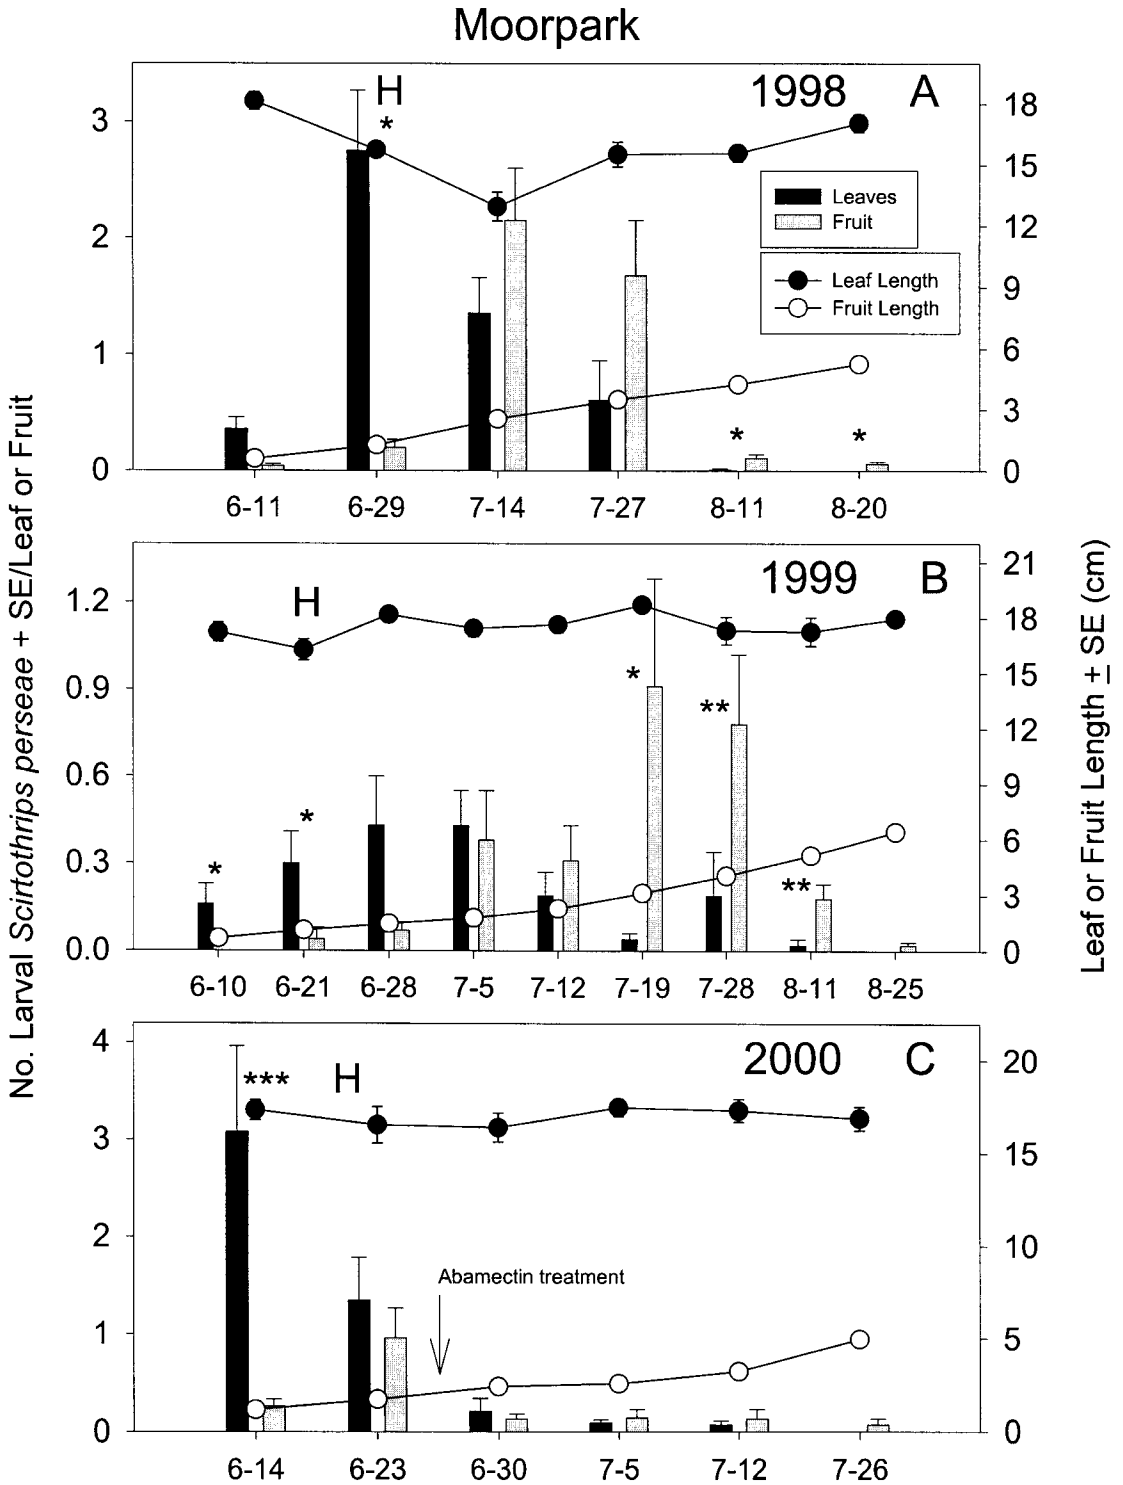 Moorpark
No. Larval Scirtothrips perseae + SE/Leaf or Fruit
Leaf or Fruit Length ± SE (cm)
H 1998 A
*
Leaves
Fruit
Leaf Length
Fruit Length
* *
3
2
1
0
18
15
12
9
6
3
0
6-11 6-29 7-14 7-27 8-11 8-20
H 1999 B
* * * ** **
1.2
0.9
0.6
0.3
0.0
21
18
15
12
9
6
3
0
6-10 6-21 6-28 7-5 7-12 7-19 7-28 8-11 8-25
*** H 2000 C
Abamectin treatment
4
3
2
1
0
20
15
10
5
0
6-14 6-23 6-30 7-5 7-12 7-26